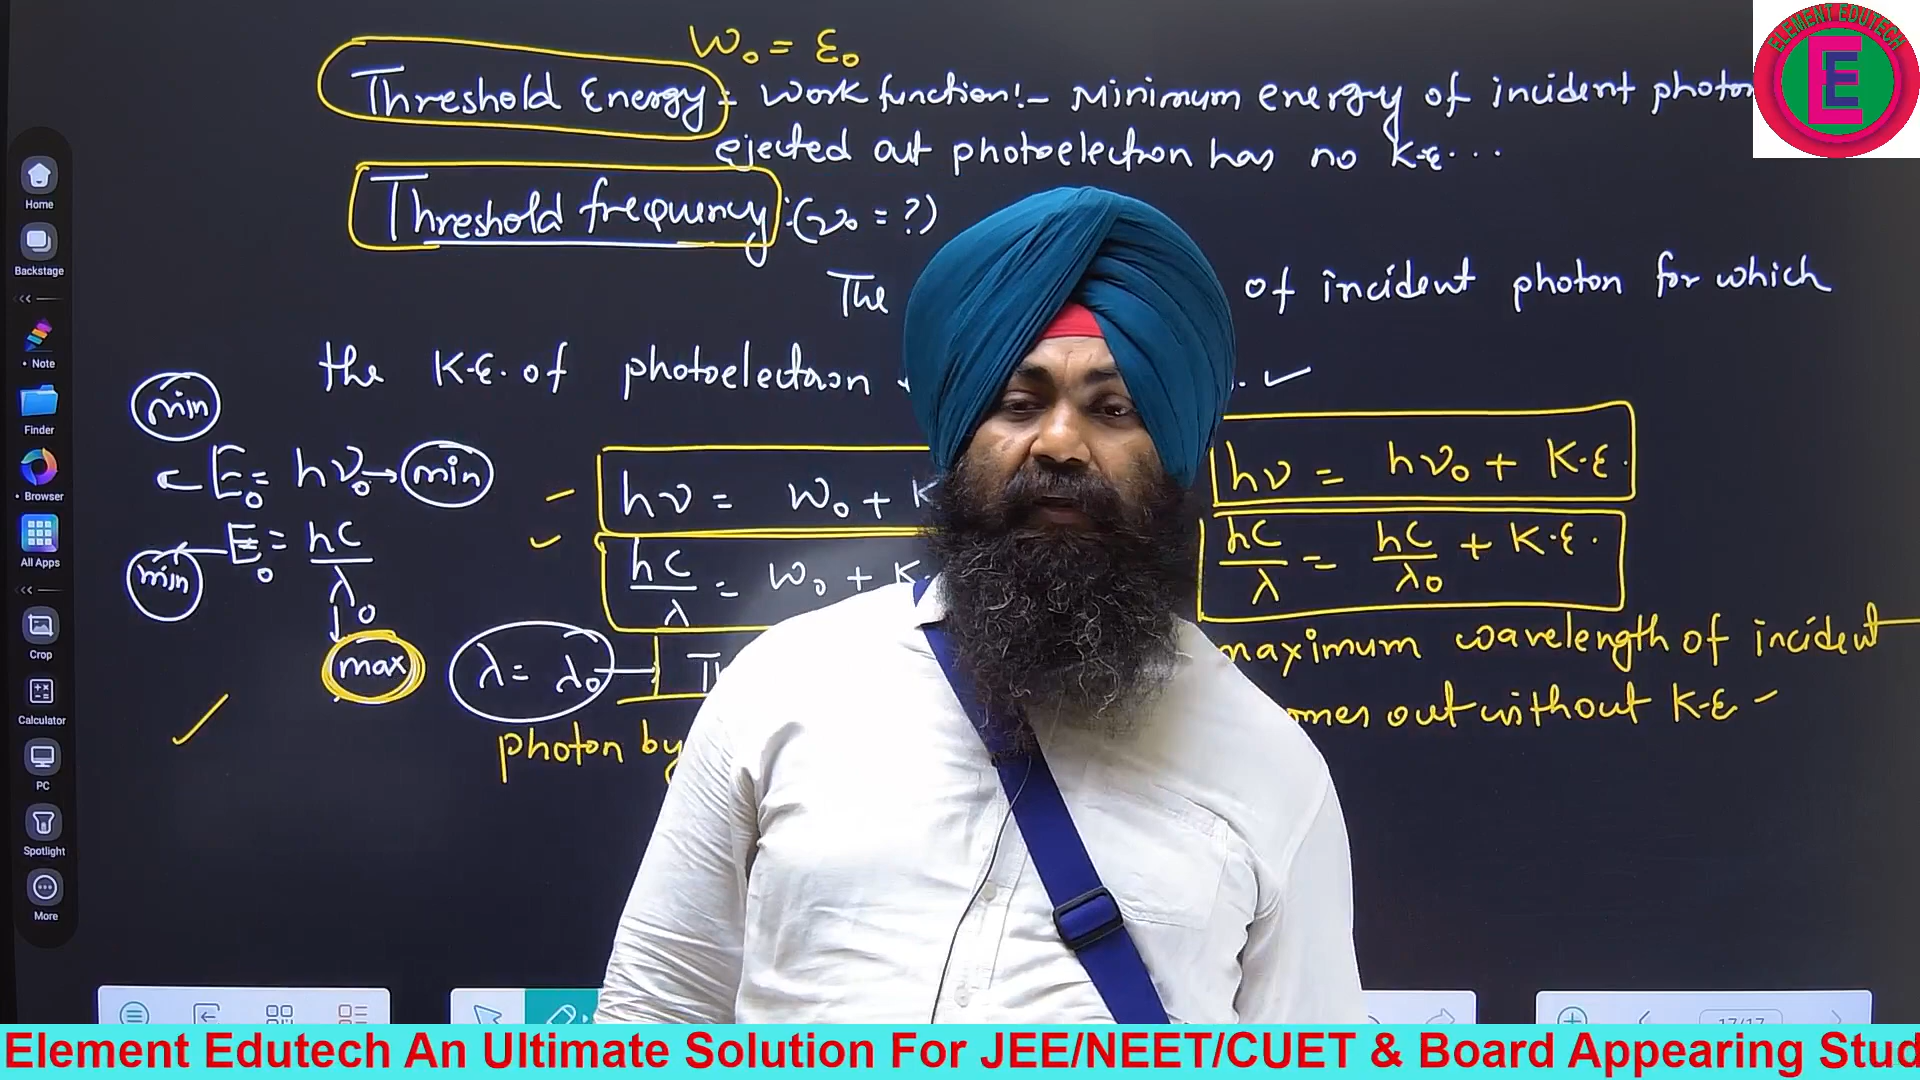 W₀ = Ɛ₀
Threshold Energy = Work function:- Minimum energy of incident photon
ejected out photoelectron has no K.Ɛ...
Threshold frequency : (ν₀ = ?)
The of incident photon for which
the K.Ɛ. of photoelectron
min
E₀ = hν₀ → min
min ← E₀ = hc/λ₀
max
hν = W₀ + K
hν = hν₀ + K.Ɛ.
hc/λ = W₀ + K.
hc/λ = hc/λ₀ + K.Ɛ.
λ = λ₀
maximum wavelength of incident
photon by
out without K.Ɛ
ELEMENT EDUTECH
E
Home
Backstage
Note
Finder
Browser
All Apps
Crop
Calculator
PC
Spotlight
More
17/17
Element Edutech An Ultimate Solution For JEE/NEET/CUET & Board Appearing Stud